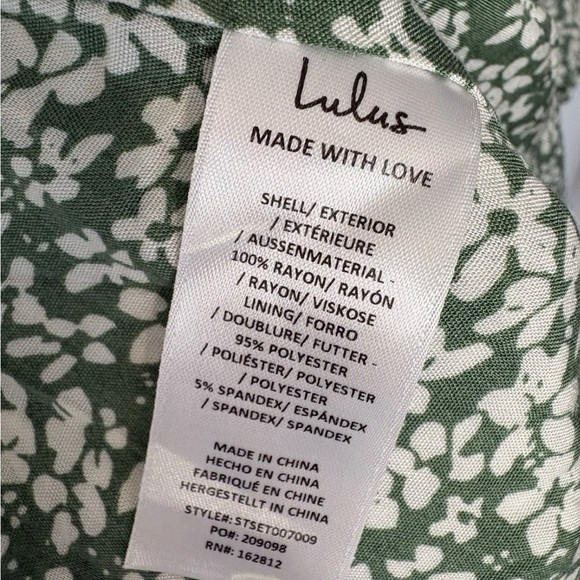 Lulus
MADE WITH LOVE
SHELL/ EXTERIOR
/ EXTÉRIEURE
/ AUSSENMATERIAL -
100% RAYON/ RAYÓN
/ RAYON/ VISKOSE
LINING/ FORRO
/ DOUBLURE/ FUTTER -
95% POLYESTER
/ POLIÉSTER/ POLYESTER
/ POLYESTER
5% SPANDEX/ ESPÁNDEX
/ SPANDEX/ SPANDEX
MADE IN CHINA
HECHO EN CHINA
FABRIQUÉ EN CHINE
HERGESTELLT IN CHINA
STYLE#: STSET007009
PO#: 209098
RN#: 162812